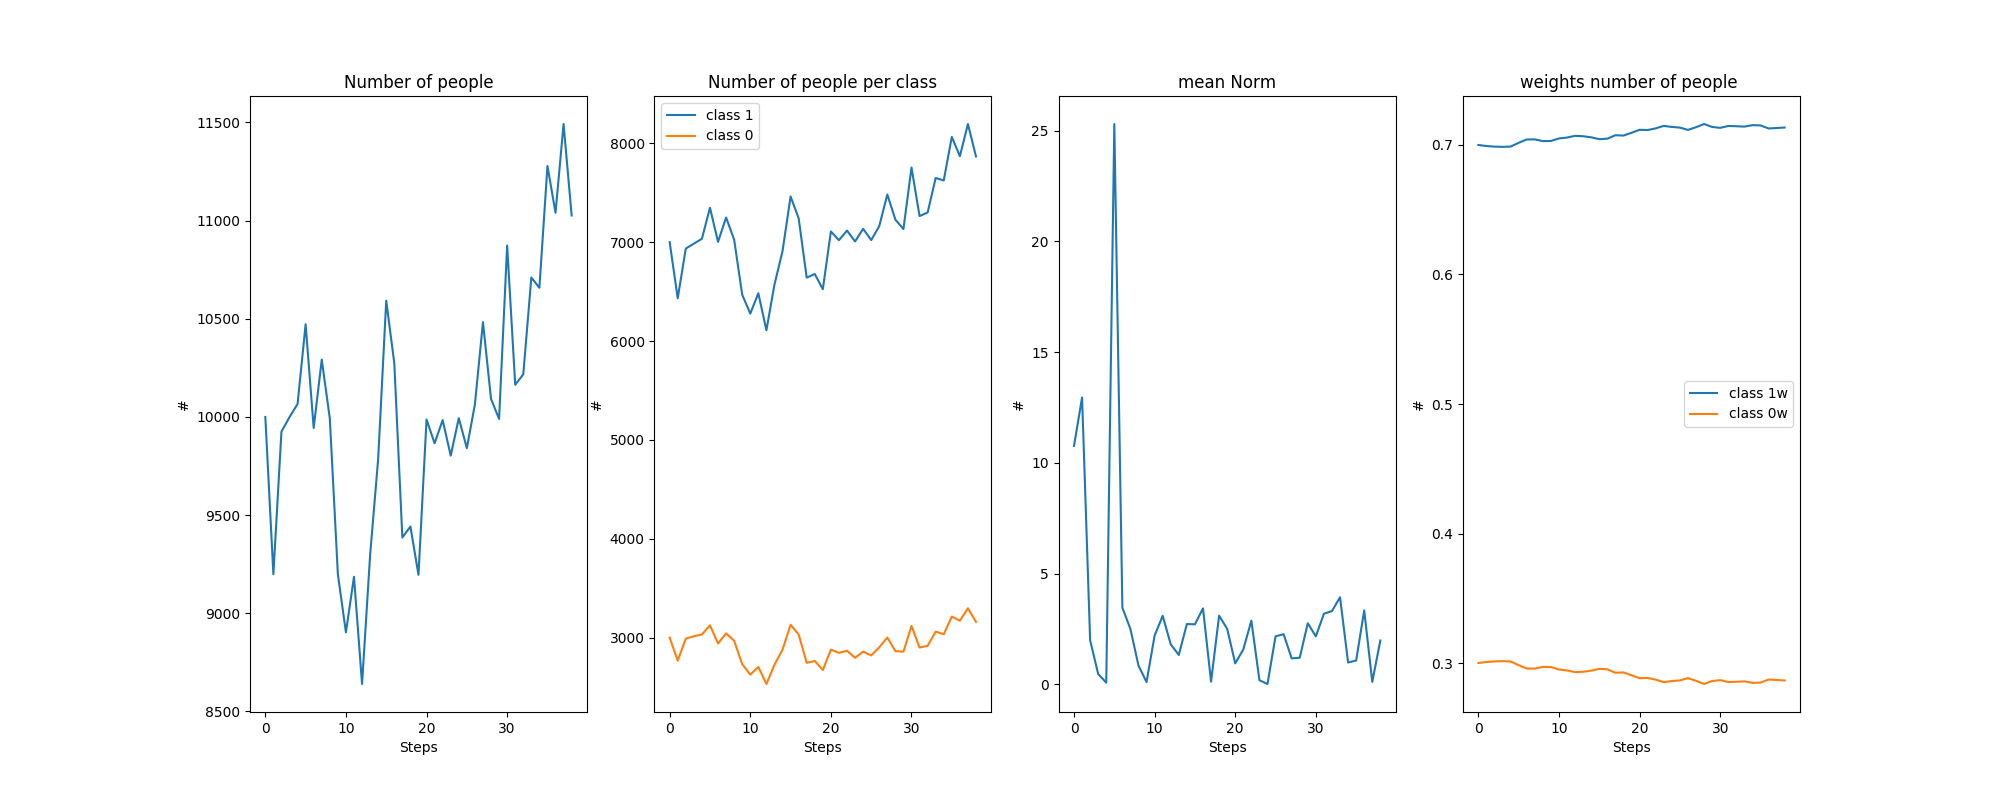 Number of people
11500
11000
10500
10000
9500
9000
8500
#
0 10 20 30
Steps
Number of people per class
class 1
class 0
8000
7000
6000
5000
4000
3000
#
0 10 20 30
Steps
mean Norm
25
20
15
10
5
0
#
0 10 20 30
Steps
weights number of people
0.7
0.6
0.5
0.4
0.3
#
class 1w
class 0w
0 10 20 30
Steps